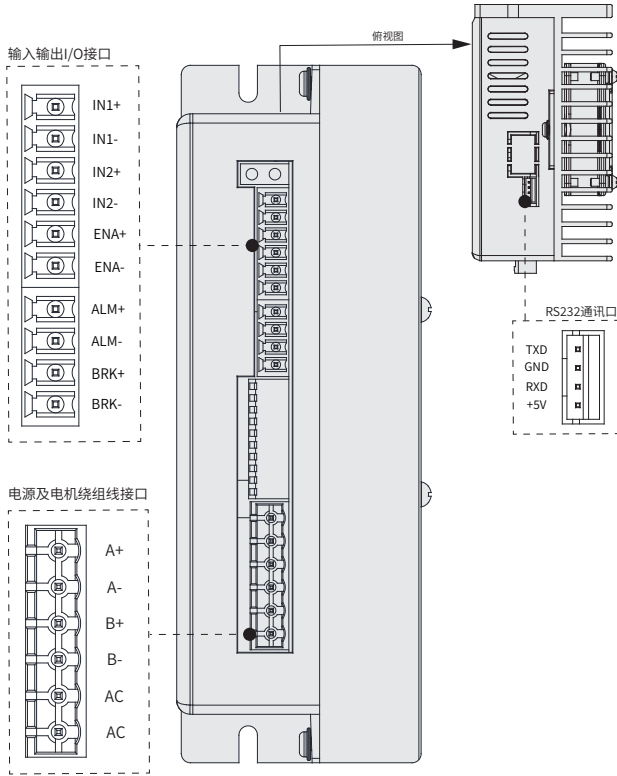 俯视图
输入输出I/O接口
IN1+
IN1-
IN2+
IN2-
ENA+
ENA-
ALM+
ALM-
BRK+
BRK-
RS232通讯口
TXD
GND
RXD
+5V
电源及电机绕组线接口
A+
A-
B+
B-
AC
AC